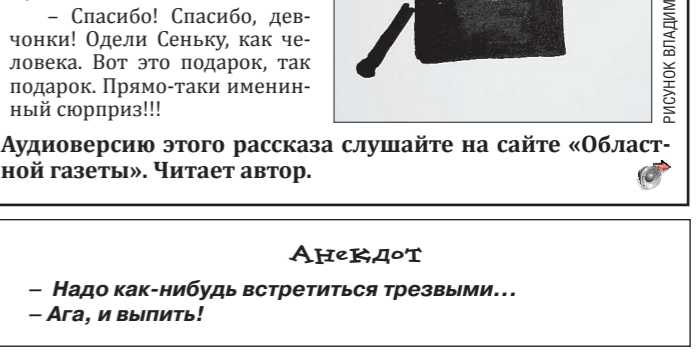 – Спасибо! Спасибо, дев-
чонки! Одели Сеньку, как че-
ловека. Вот это подарок, так
подарок. Прямо-таки именин-
ный сюрприз!!!
РИСУНОК
Аудиоверсию этого рассказа слушайте на сайте «Област-
ной газеты». Читает автор.
Анекдот
– Надо как-нибудь встретиться трезвыми...
– Ага, и выпить!